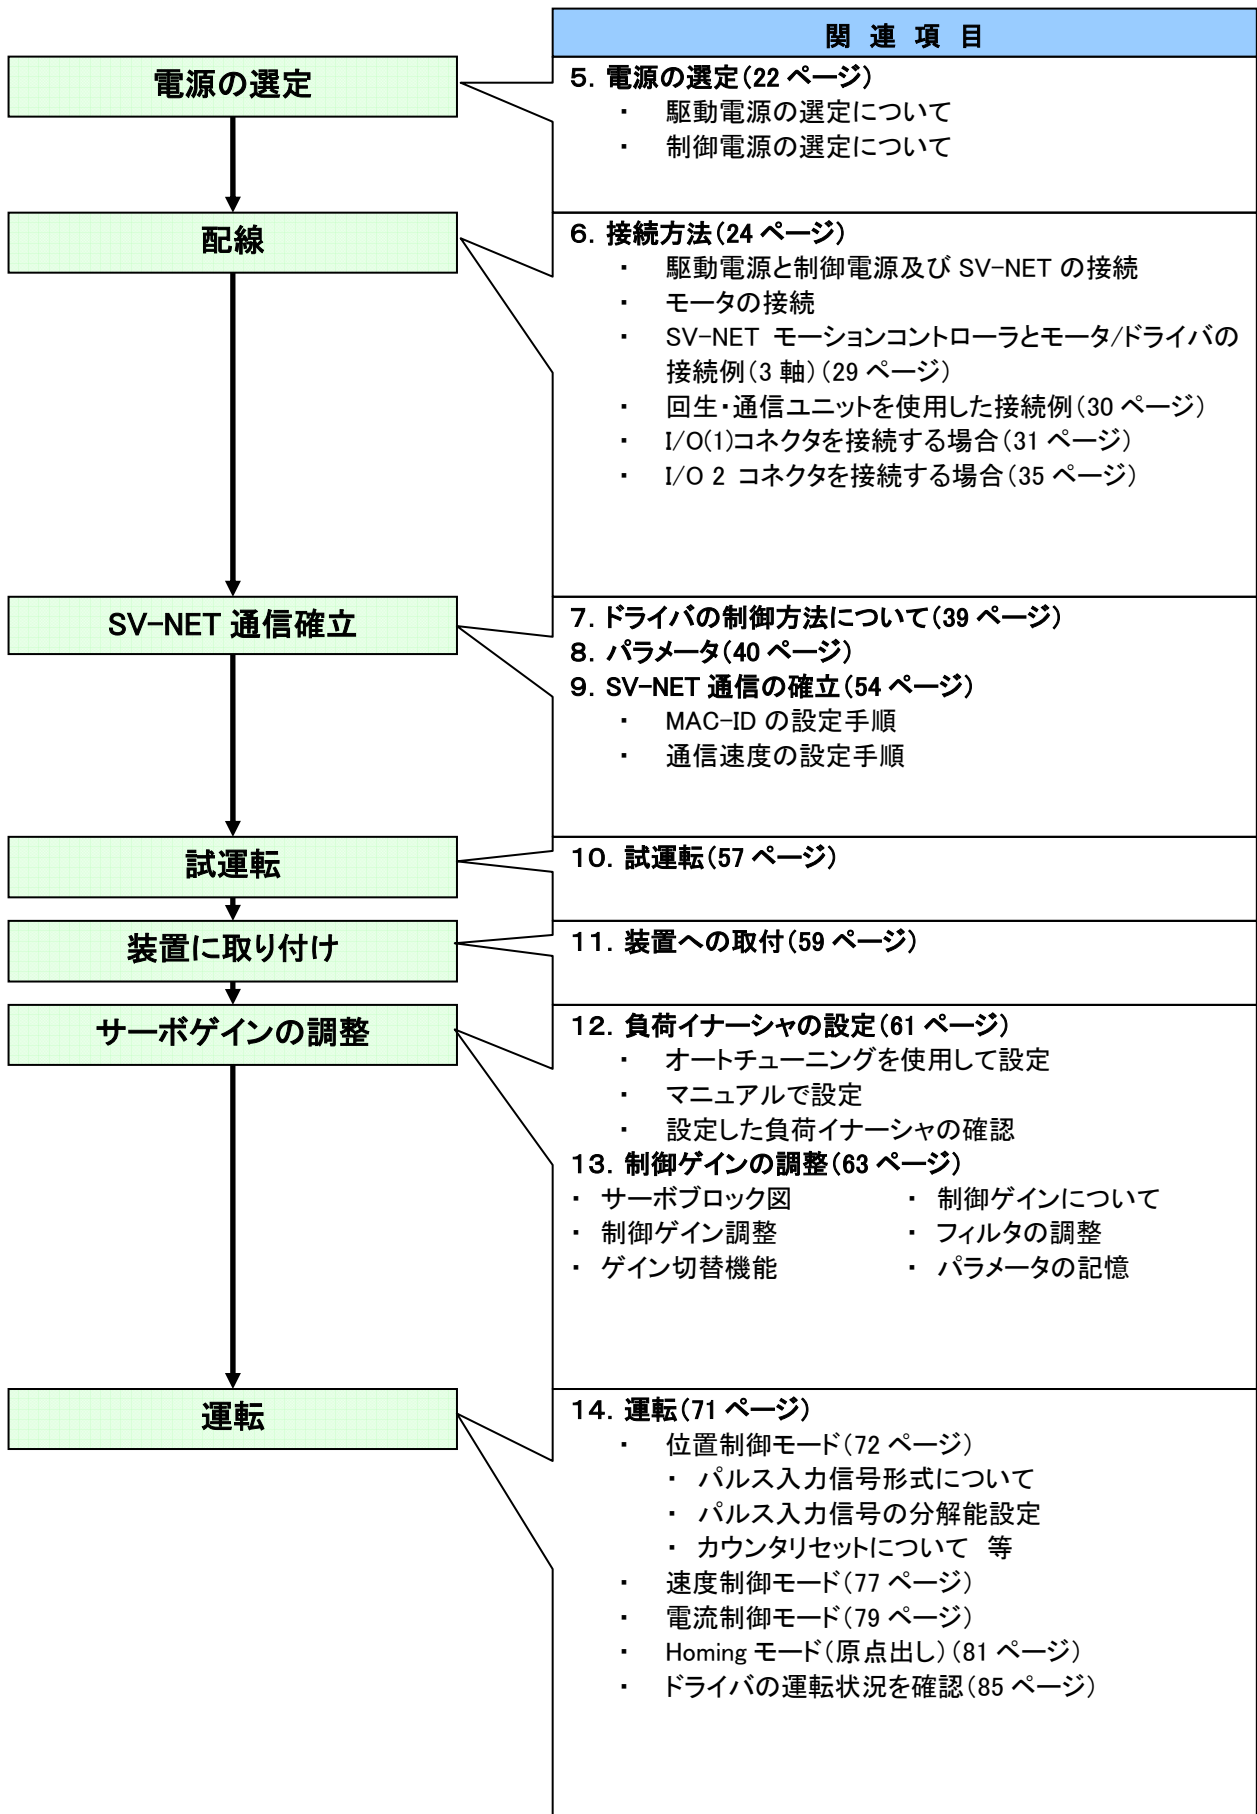 関 連 項 目
電源の選定
5. 電源の選定(22 ページ)
・ 駆動電源の選定について
・ 制御電源の選定について
配線
6. 接続方法(24 ページ)
・ 駆動電源と制御電源及び SV-NET の接続
・ モータの接続
・ SV-NET モーションコントローラとモータ/ドライバの
接続例(3 軸)(29 ページ)
・ 回生・通信ユニットを使用した接続例(30 ページ)
・ I/O(1)コネクタを接続する場合(31 ページ)
・ I/O 2 コネクタを接続する場合(35 ページ)
SV-NET 通信確立
7. ドライバの制御方法について(39 ページ)
8. パラメータ(40 ページ)
9. SV-NET 通信の確立(54 ページ)
・ MAC-ID の設定手順
・ 通信速度の設定手順
試運転
10. 試運転(57 ページ)
装置に取り付け
11. 装置への取付(59 ページ)
サーボゲインの調整
12. 負荷イナーシャの設定(61 ページ)
・ オートチューニングを使用して設定
・ マニュアルで設定
・ 設定した負荷イナーシャの確認
13. 制御ゲインの調整(63 ページ)
・ サーボブロック図 ・ 制御ゲインについて
・ 制御ゲイン調整 ・ フィルタの調整
・ ゲイン切替機能 ・ パラメータの記憶
運転
14. 運転(71 ページ)
・ 位置制御モード(72 ページ)
・ パルス入力信号形式について
・ パルス入力信号の分解能設定
・ カウンタリセットについて 等
・ 速度制御モード(77 ページ)
・ 電流制御モード(79 ページ)
・ Homing モード(原点出し)(81 ページ)
・ ドライバの運転状況を確認(85 ページ)